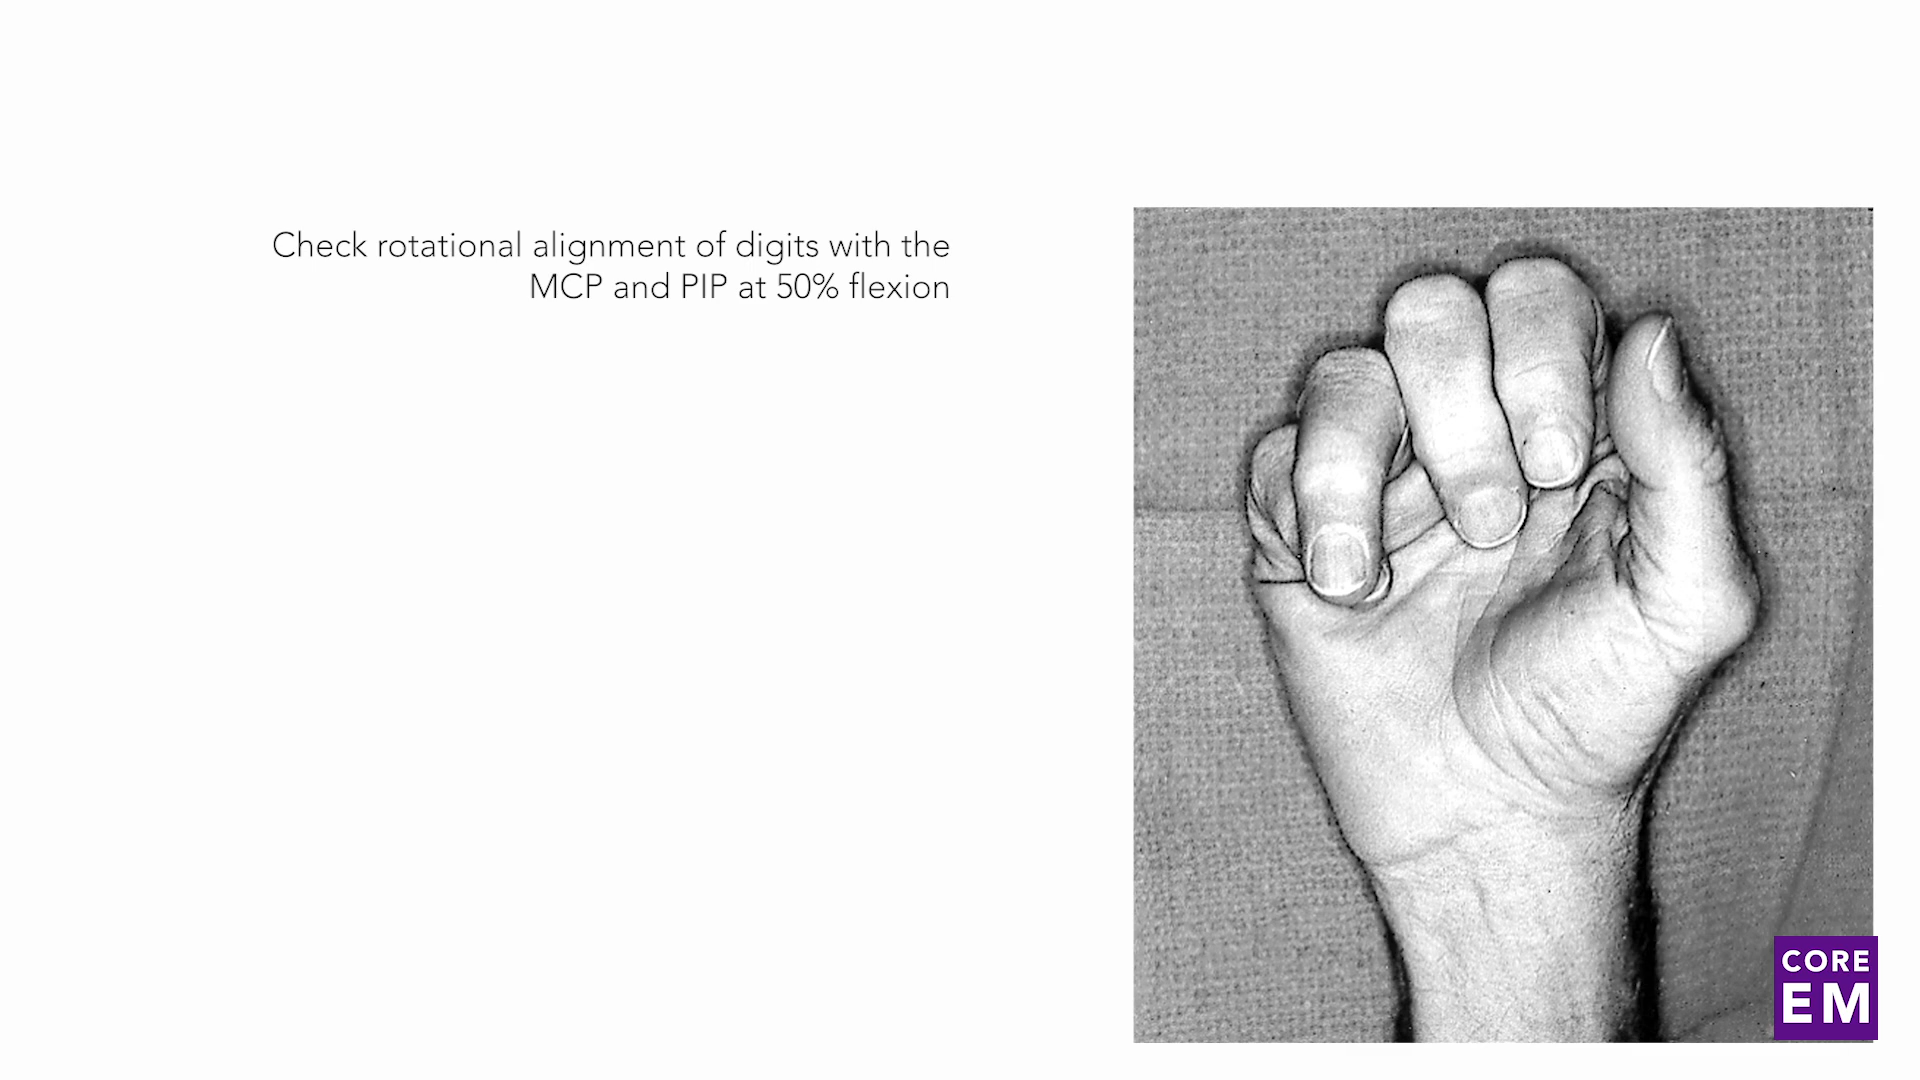 Check rotational alignment of digits with the
MCP and PIP at 50% flexion
CORE
EM